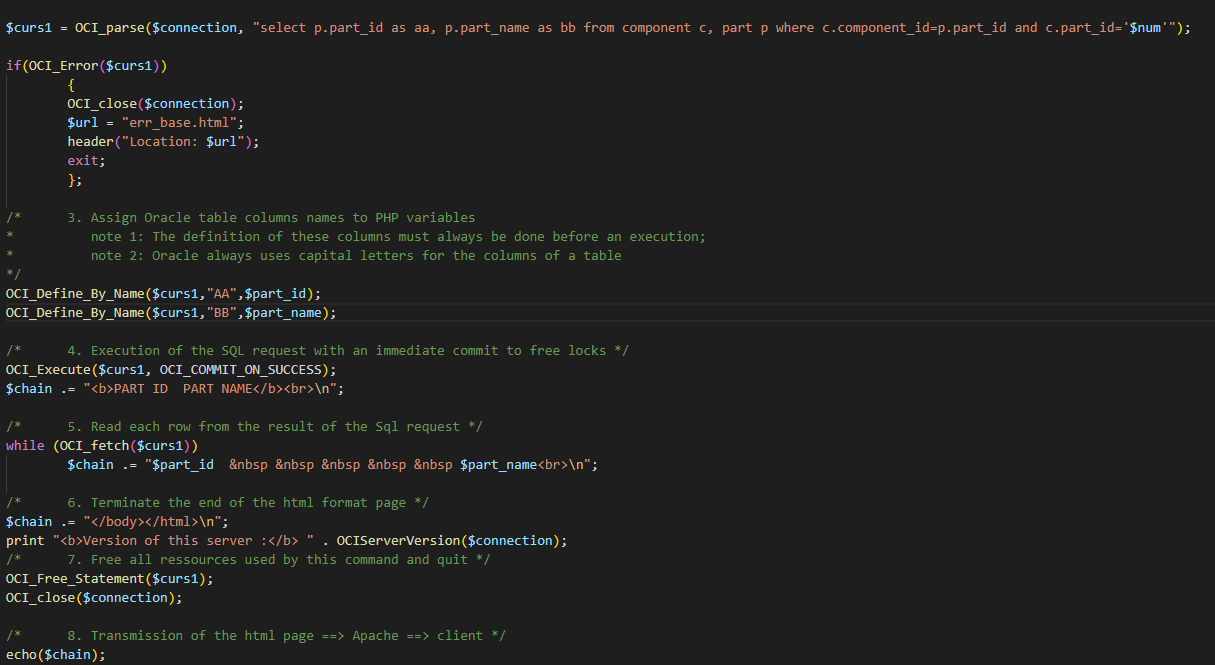 $curs1 = OCI_parse($connection, "select p.part_id as aa, p.part_name as bb from component c, part p where c.component_id=p.part_id and c.part_id='$num'");
if(OCI_Error($curs1))
{
OCI_close($connection);
$url = "err_base.html";
header("Location: $url");
exit;
};
/* 3. Assign Oracle table columns names to PHP variables
* note 1: The definition of these columns must always be done before an execution;
* note 2: Oracle always uses capital letters for the columns of a table
*/
OCI_Define_By_Name($curs1,"AA",$part_id);
OCI_Define_By_Name($curs1,"BB",$part_name);
/* 4. Execution of the SQL request with an immediate commit to free locks */
OCI_Execute($curs1, OCI_COMMIT_ON_SUCCESS);
$chain .= "<b>PART ID  PART NAME</b><br>\n";
/* 5. Read each row from the result of the Sql request */
while (OCI_fetch($curs1))
$chain .= "$part_id  &nbsp &nbsp &nbsp &nbsp &nbsp $part_name<br>\n";
/* 6. Terminate the end of the html format page */
$chain .= "</body></html>\n";
print "<b>Version of this server :</b> " . OCIServerVersion($connection);
/* 7. Free all ressources used by this command and quit */
OCI_Free_Statement($curs1);
OCI_close($connection);
/* 8. Transmission of the html page ==> Apache ==> client */
echo($chain);